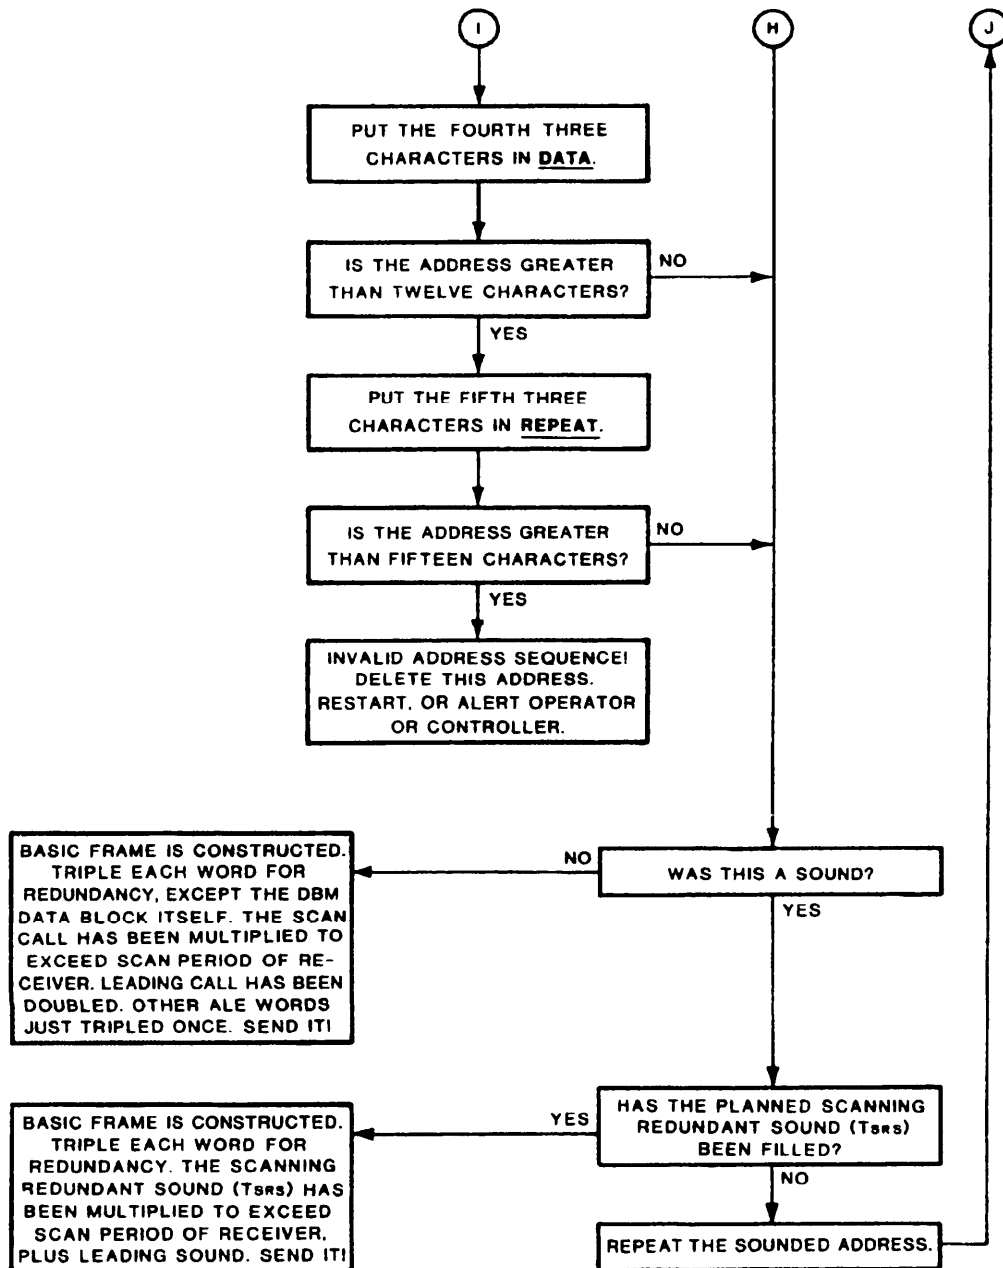 I
H
J
PUT THE FOURTH THREE
CHARACTERS IN DATA.
IS THE ADDRESS GREATER
THAN TWELVE CHARACTERS?
NO
YES
PUT THE FIFTH THREE
CHARACTERS IN REPEAT.
IS THE ADDRESS GREATER
THAN FIFTEEN CHARACTERS?
NO
YES
INVALID ADDRESS SEQUENCE!
DELETE THIS ADDRESS.
RESTART, OR ALERT OPERATOR
OR CONTROLLER.
WAS THIS A SOUND?
NO
YES
BASIC FRAME IS CONSTRUCTED.
TRIPLE EACH WORD FOR
REDUNDANCY, EXCEPT THE DBM
DATA BLOCK ITSELF. THE SCAN
CALL HAS BEEN MULTIPLIED TO
EXCEED SCAN PERIOD OF RE-
CEIVER. LEADING CALL HAS BEEN
DOUBLED. OTHER ALE WORDS
JUST TRIPLED ONCE. SEND IT!
HAS THE PLANNED SCANNING
REDUNDANT SOUND (TSRS)
BEEN FILLED?
YES
NO
BASIC FRAME IS CONSTRUCTED.
TRIPLE EACH WORD FOR
REDUNDANCY. THE SCANNING
REDUNDANT SOUND (TSRS) HAS
BEEN MULTIPLIED TO EXCEED
SCAN PERIOD OF RECEIVER,
PLUS LEADING SOUND. SEND IT!
REPEAT THE SOUNDED ADDRESS.